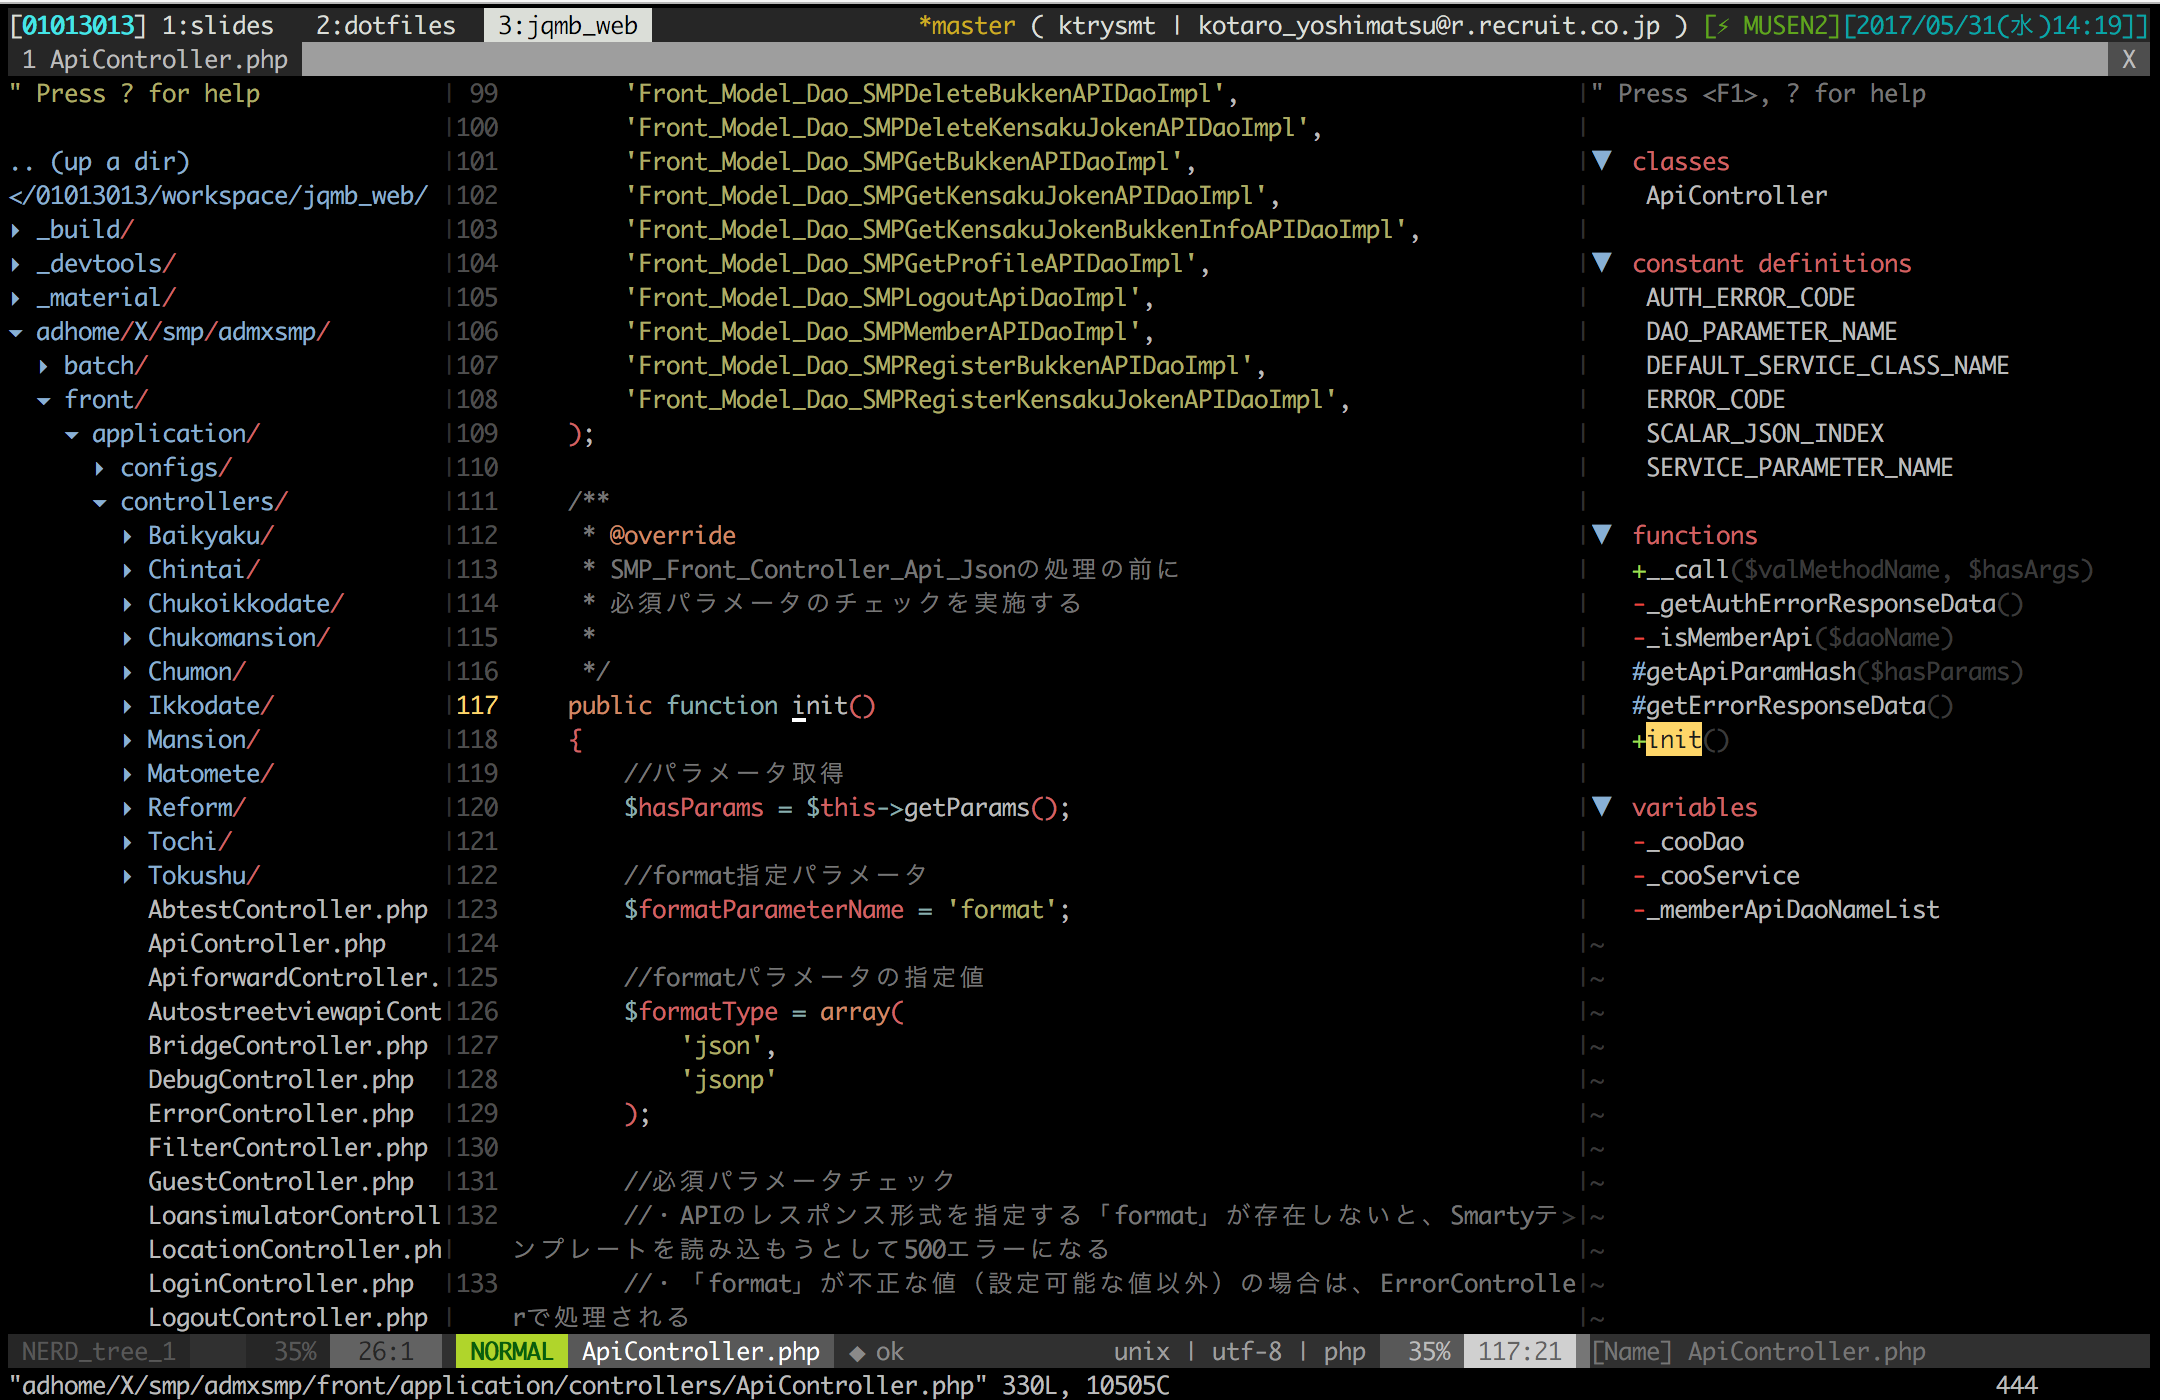 [01013013] 1:slides 2:dotfiles 3:jqmb_web *master ( ktrysmt | kotaro_yoshimatsu@r.recruit.co.jp ) [⚡ MUSEN2][2017/05/31(水)14:19]]
1 ApiController.php X
" Press ? for help
.. (up a dir)
</01013013/workspace/jqmb_web/
▸ _build/
▸ _devtools/
▸ _material/
▾ adhome/X/smp/admxsmp/
▸ batch/
▾ front/
▾ application/
▸ configs/
▾ controllers/
▸ Baikyaku/
▸ Chintai/
▸ Chukoikkodate/
▸ Chukomansion/
▸ Chumon/
▸ Ikkodate/
▸ Mansion/
▸ Matomete/
▸ Reform/
▸ Tochi/
▸ Tokushu/
AbtestController.php
ApiController.php
ApiforwardController.
AutostreetviewapiCont
BridgeController.php
DebugController.php
ErrorController.php
FilterController.php
GuestController.php
LoansimulatorControll
LocationController.ph
LoginController.php
LogoutController.php
99 'Front_Model_Dao_SMPDeleteBukkenAPIDaoImpl',
100 'Front_Model_Dao_SMPDeleteKensakuJokenAPIDaoImpl',
101 'Front_Model_Dao_SMPGetBukkenAPIDaoImpl',
102 'Front_Model_Dao_SMPGetKensakuJokenAPIDaoImpl',
103 'Front_Model_Dao_SMPGetKensakuJokenBukkenInfoAPIDaoImpl',
104 'Front_Model_Dao_SMPGetProfileAPIDaoImpl',
105 'Front_Model_Dao_SMPLogoutApiDaoImpl',
106 'Front_Model_Dao_SMPMemberAPIDaoImpl',
107 'Front_Model_Dao_SMPRegisterBukkenAPIDaoImpl',
108 'Front_Model_Dao_SMPRegisterKensakuJokenAPIDaoImpl',
109 );
110
111 /**
112 * @override
113 * SMP_Front_Controller_Api_Jsonの処理の前に
114 * 必須パラメータのチェックを実施する
115 *
116 */
117 public function init()
118 {
119 //パラメータ取得
120 $hasParams = $this->getParams();
121
122 //format指定パラメータ
123 $formatParameterName = 'format';
124
125 //formatパラメータの指定値
126 $formatType = array(
127 'json',
128 'jsonp'
129 );
130
131 //必須パラメータチェック
132 //・APIのレスポンス形式を指定する「format」が存在しないと、Smartyテ>
ンプレートを読み込もうとして500エラーになる
133 //・「format」が不正な値（設定可能な値以外）の場合は、ErrorControlle
rで処理される
" Press <F1>, ? for help
▼ classes
ApiController
▼ constant definitions
AUTH_ERROR_CODE
DAO_PARAMETER_NAME
DEFAULT_SERVICE_CLASS_NAME
ERROR_CODE
SCALAR_JSON_INDEX
SERVICE_PARAMETER_NAME
▼ functions
+__call($valMethodName, $hasArgs)
-_getAuthErrorResponseData()
-_isMemberApi($daoName)
#getApiParamHash($hasParams)
#getErrorResponseData()
+init()
▼ variables
-_cooDao
-_cooService
-_memberApiDaoNameList
~
~
~
~
~
~
~
~
~
~
~
~
NERD_tree_1 35% 26:1 NORMAL ApiController.php ◆ ok unix | utf-8 | php 35% 117:21 [Name] ApiController.php
"adhome/X/smp/admxsmp/front/application/controllers/ApiController.php" 330L, 10505C 444